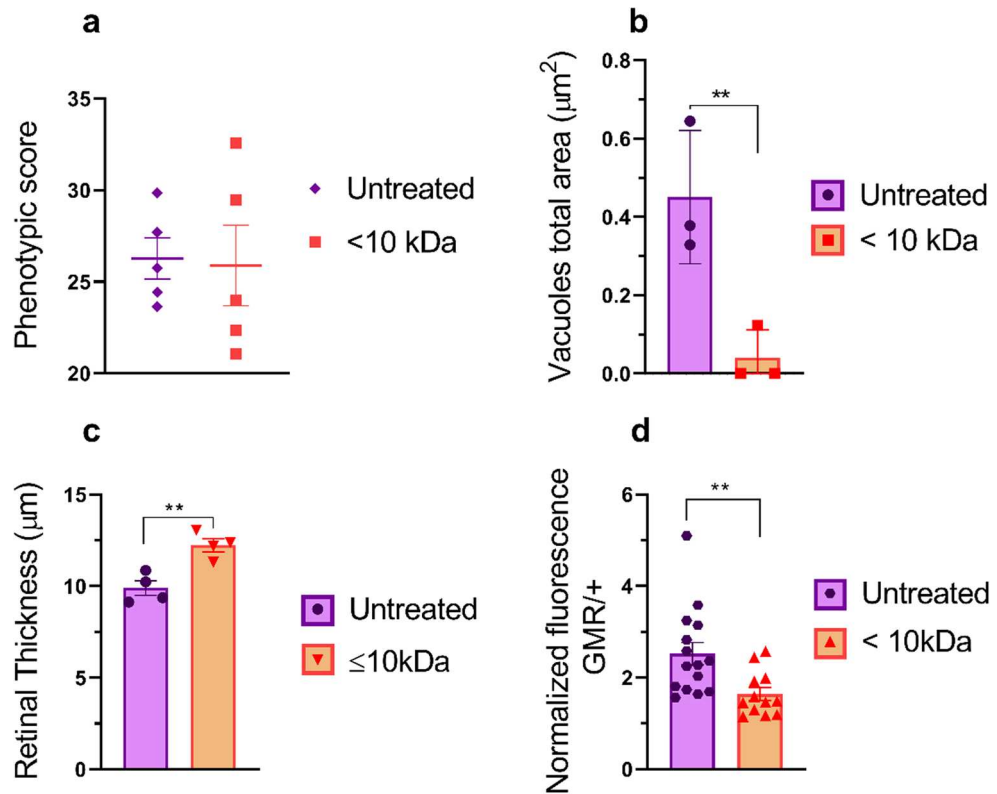 a
Phenotypic score
35
30
25
20
Untreated
<10 kDa
b
Vacuoles total area (μm²)
0.8
0.6
0.4
0.2
0.0
**
Untreated
< 10 kDa
c
Retinal Thickness (μm)
15
10
5
0
**
Untreated
≤10kDa
d
Normalized fluorescence
GMR/+
6
4
2
0
**
Untreated
< 10 kDa